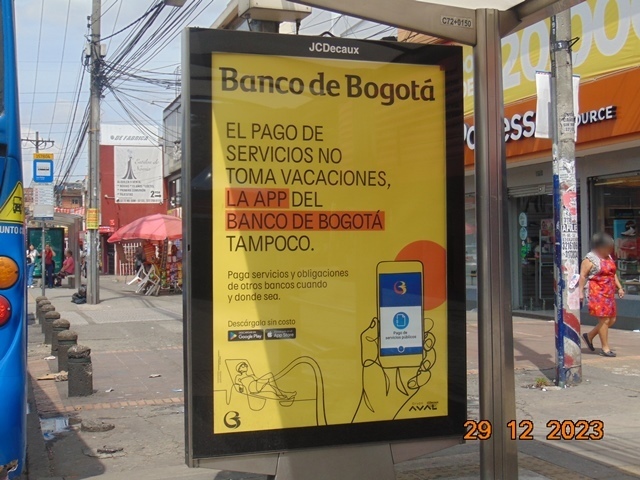 C72+9150
JCDecaux
Banco de Bogotá
EL PAGO DE
SERVICIOS NO
TOMA VACACIONES,
LA APP DEL
BANCO DE BOGOTÁ
TAMPOCO.
Paga servicios y obligaciones
de otros bancos cuando
y donde sea.
Descárgala sin costo
Google Play
App Store
Pago de
servicios públicos
AVAL
OURCE
29 12 2023